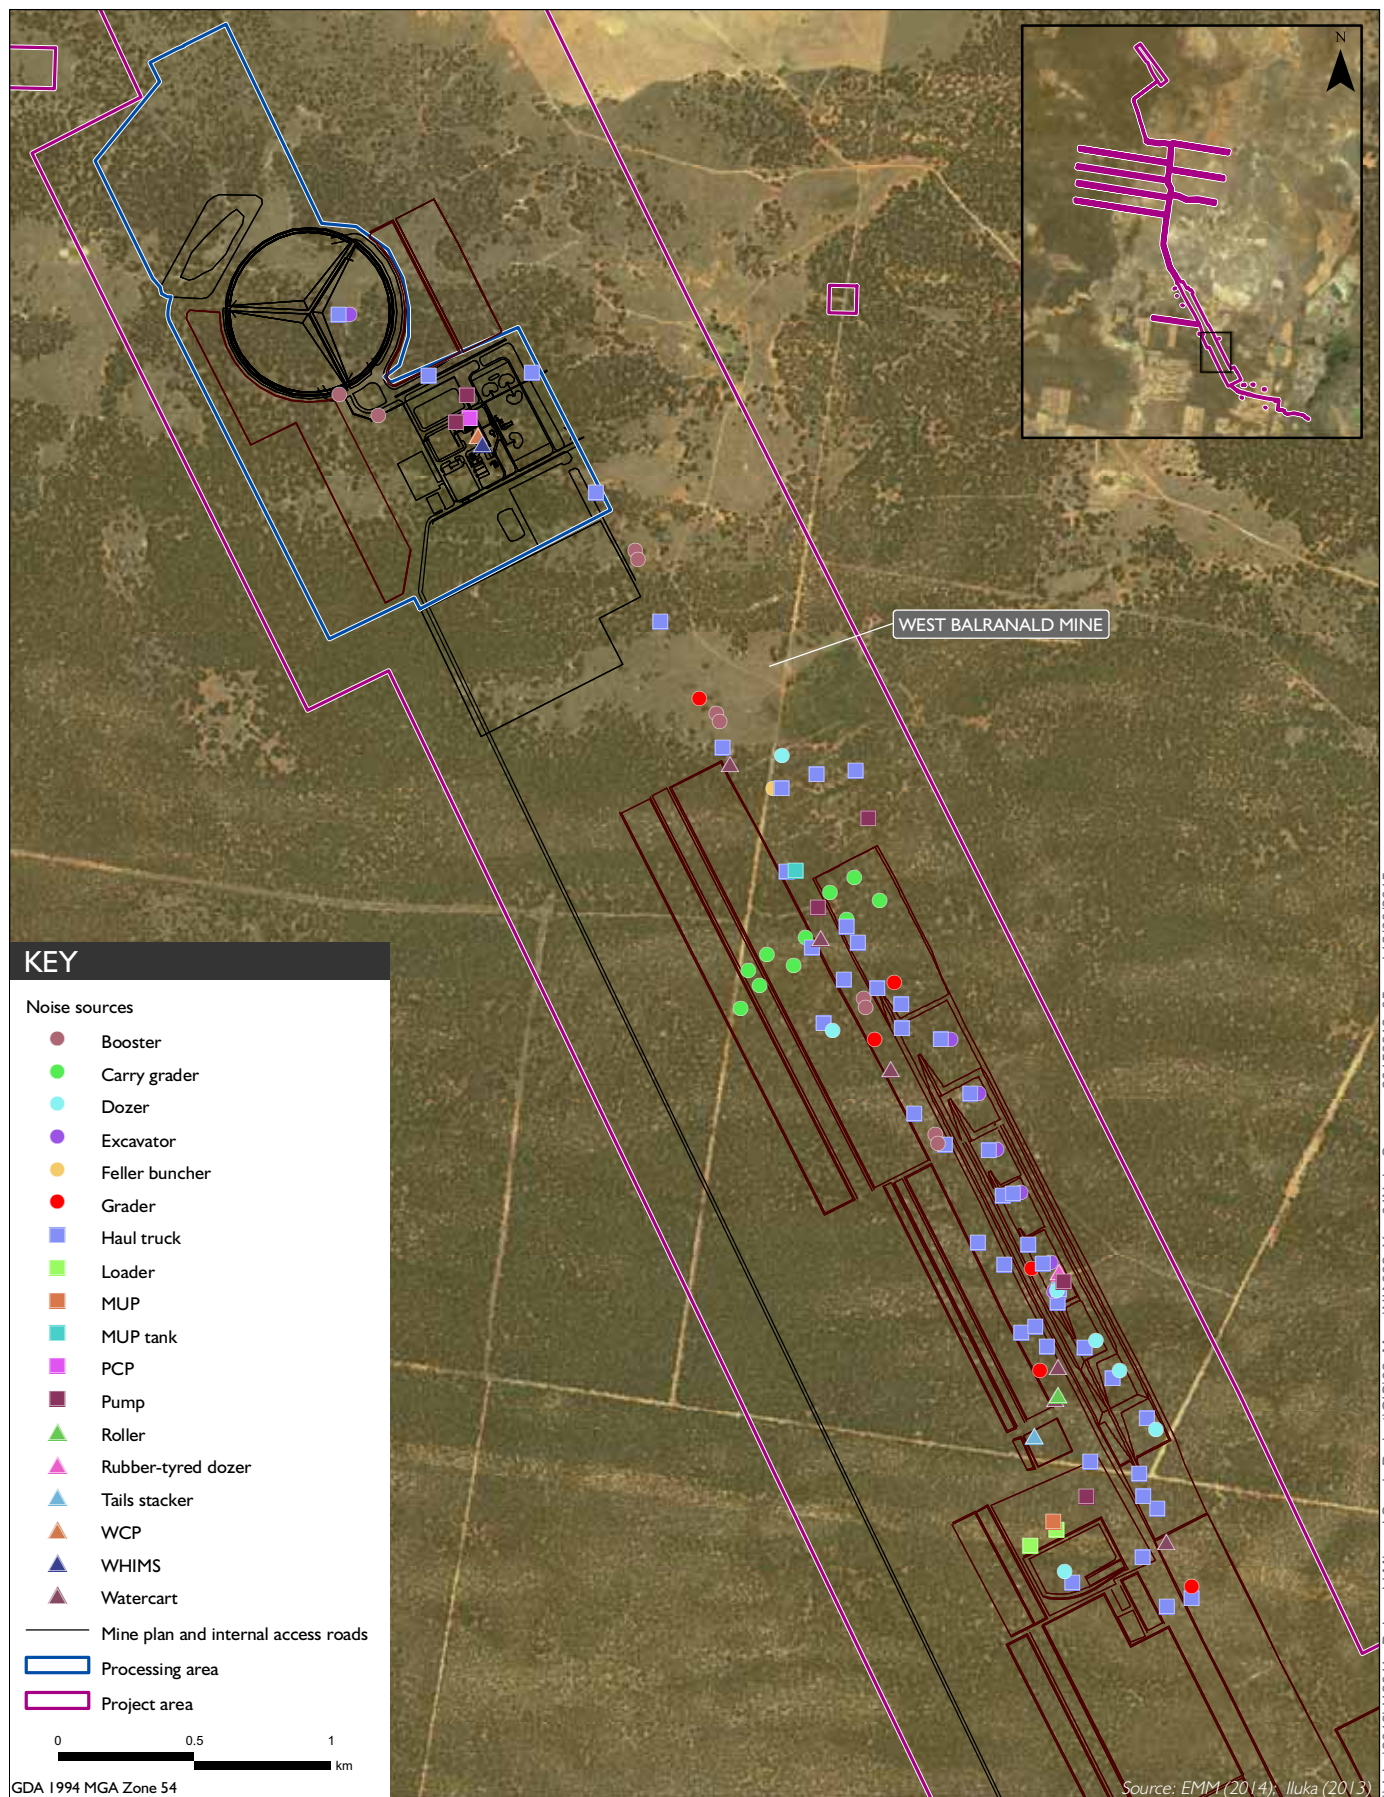 N
WEST BALRANALD MINE
KEY
Noise sources
Booster
Carry grader
Dozer
Excavator
Feller buncher
Grader
Haul truck
Loader
MUP
MUP tank
PCP
Pump
Roller
Rubber-tyred dozer
Tails stacker
WCP
WHIMS
Watercart
Mine plan and internal access roads
Processing area
Project area
0 0.5 1
km
GDA 1994 MGA Zone 54
Source: EMM (2014); Iluka (2013)